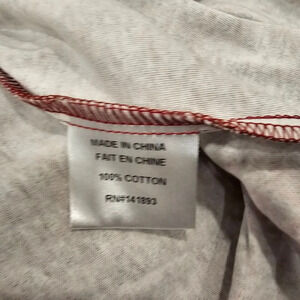 MADE IN CHINA
FAIT EN CHINE
100% COTTON
RN#141893